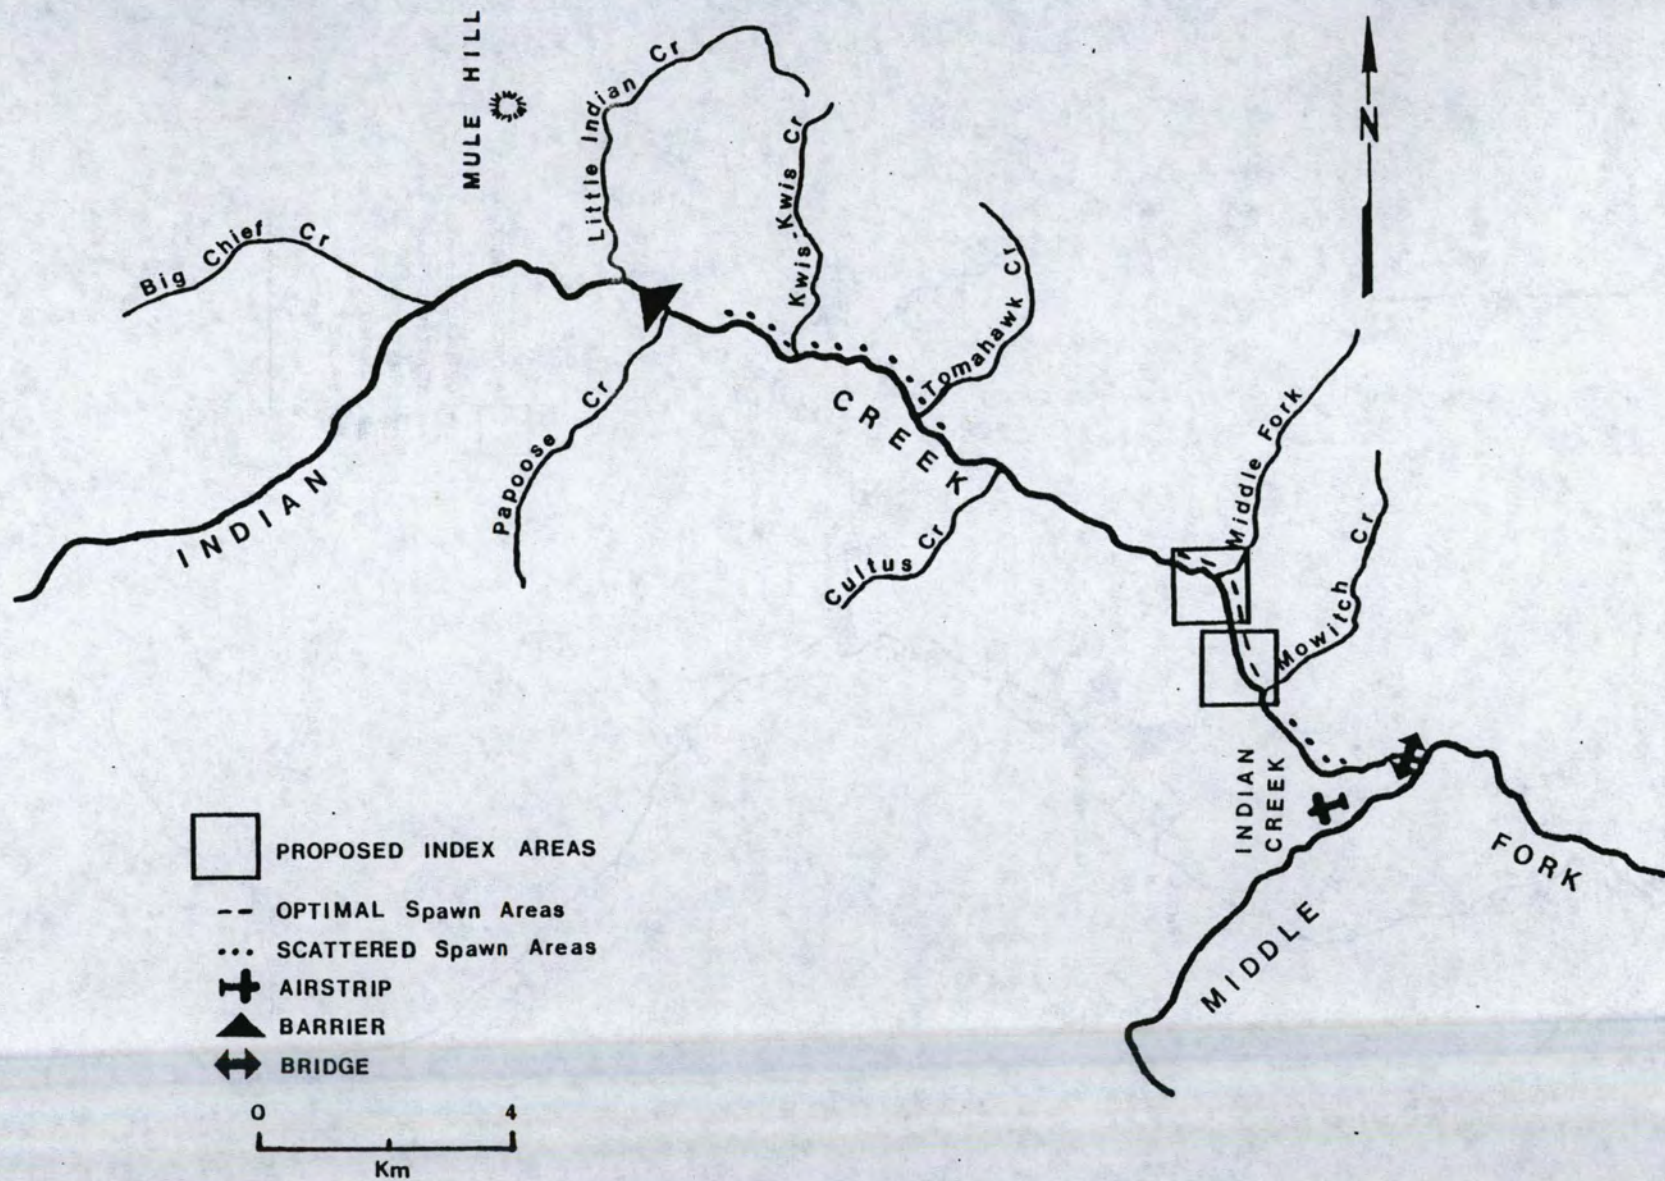 MULE HILL
Little Indian Cr
Kwis-Kwis Cr
N
Big Chief Cr
Tomahawk Cr
Papoose Cr
INDIAN CREEK
Cultus Cr
Middle Fork
Mowitch Cr
INDIAN
CREEK
MIDDLE FORK
PROPOSED INDEX AREAS
OPTIMAL Spawn Areas
SCATTERED Spawn Areas
AIRSTRIP
BARRIER
BRIDGE
0 4
Km